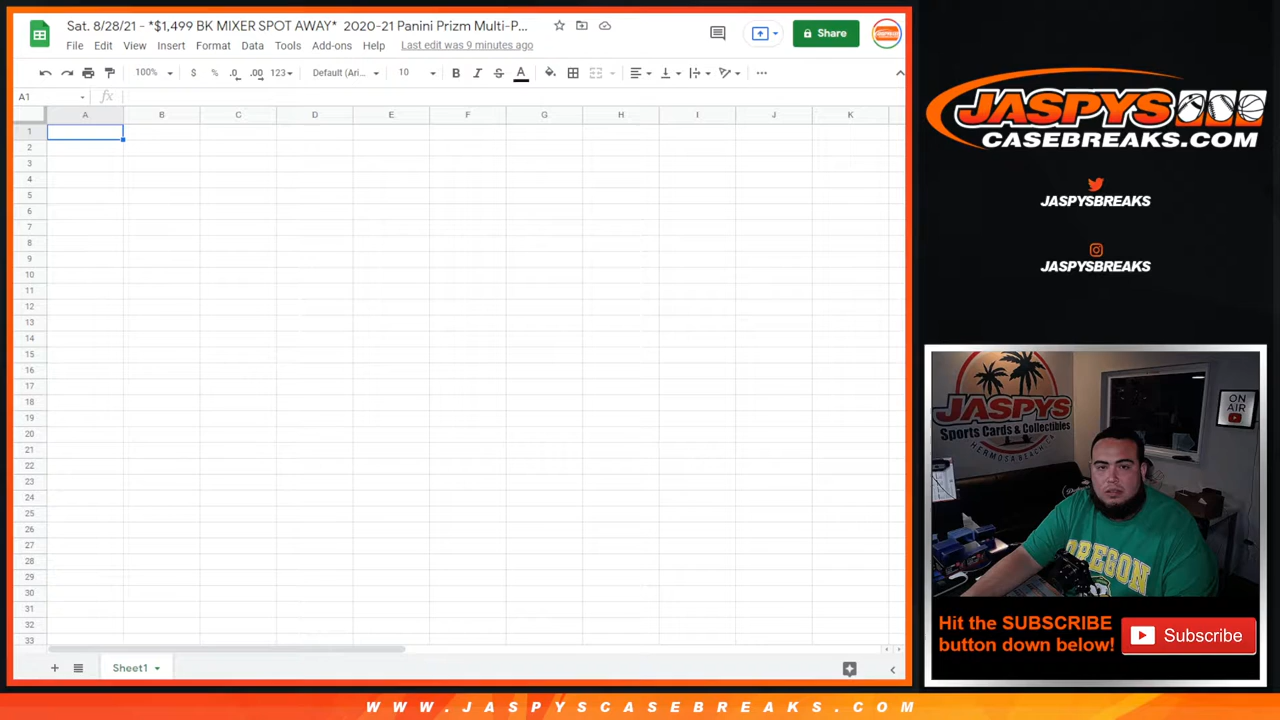 Sat. 8/28/21 - *$1,499 BK MIXER SPOT AWAY* 2020-21 Panini Prizm Multi-P...
File Edit View Insert Format Data Tools Add-ons Help Last edit was 9 minutes ago
Share
100% $ % .0 .00 123 Default (Ari... 10 B I S A
A1 fx
A B C D E F G H I J K
1
2
3
4
5
6
7
8
9
10
11
12
13
14
15
16
17
18
19
20
21
22
23
24
25
26
27
28
29
30
31
32
33
Sheet1
JASPYS
CASEBREAKS.COM
JASPYSBREAKS
JASPYSBREAKS
JASPYS
Sports Cards & Collectibles
HERMOSA BEACH, CA
ON
AIR
OREGON
Hit the SUBSCRIBE
button down below!
Subscribe
WWW.JASPYSCASEBREAKS.COM